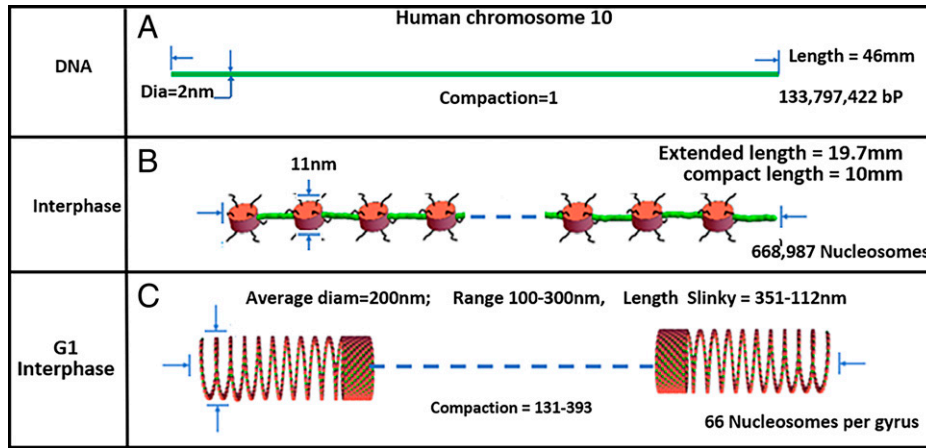 Human chromosome 10
A
DNA
Length = 46mm
Dia=2nm
Compaction=1
133,797,422 bP
B
Extended length = 19.7mm
compact length = 10mm
11nm
Interphase
668,987 Nucleosomes
C
Average diam=200nm; Range 100-300nm, Length Slinky = 351-112nm
G1
Interphase
Compaction = 131-393
66 Nucleosomes per gyrus